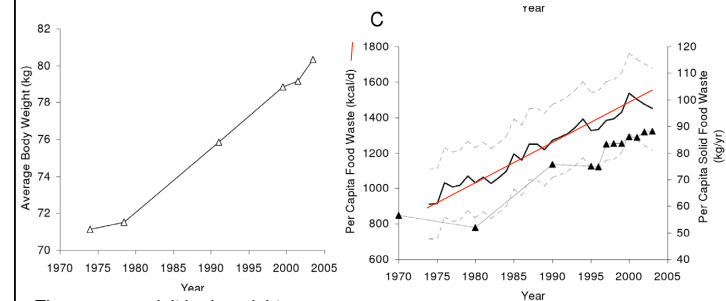 Year
C
82
80
78
76
74
72
70
Average Body Weight (kg)
1970 1975 1980 1985 1990 1995 2000 2005
Year
1800
1600
1400
1200
1000
800
600
Per Capita Food Waste (kcal/d)
120
110
100
90
80
70
60
50
40
Per Capita Solid Food Waste
(kg/yr)
1970 1975 1980 1985 1990 1995 2000 2005
Year